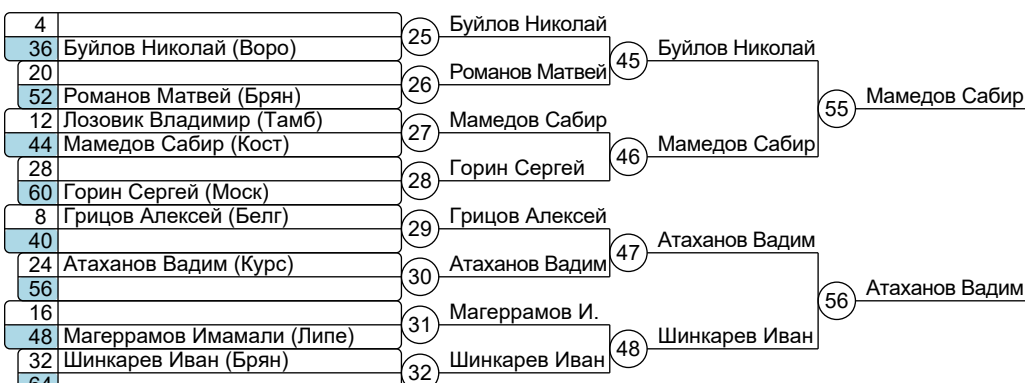 4
36 Буйлов Николай (Воро)
25
Буйлов Николай
20
52 Романов Матвей (Брян)
26
Романов Матвей
45
Буйлов Николай
12 Лозовик Владимир (Тамб)
44 Мамедов Сабир (Кост)
27
Мамедов Сабир
28
60 Горин Сергей (Моск)
28
Горин Сергей
46
Мамедов Сабир
55
Мамедов Сабир
8 Грицов Алексей (Белг)
40
29
Грицов Алексей
24 Атаханов Вадим (Курс)
56
30
Атаханов Вадим
47
Атаханов Вадим
16
48 Магеррамов Имамали (Липе)
31
Магеррамов И.
32 Шинкарев Иван (Брян)
64
32
Шинкарев Иван
48
Шинкарев Иван
56
Атаханов Вадим